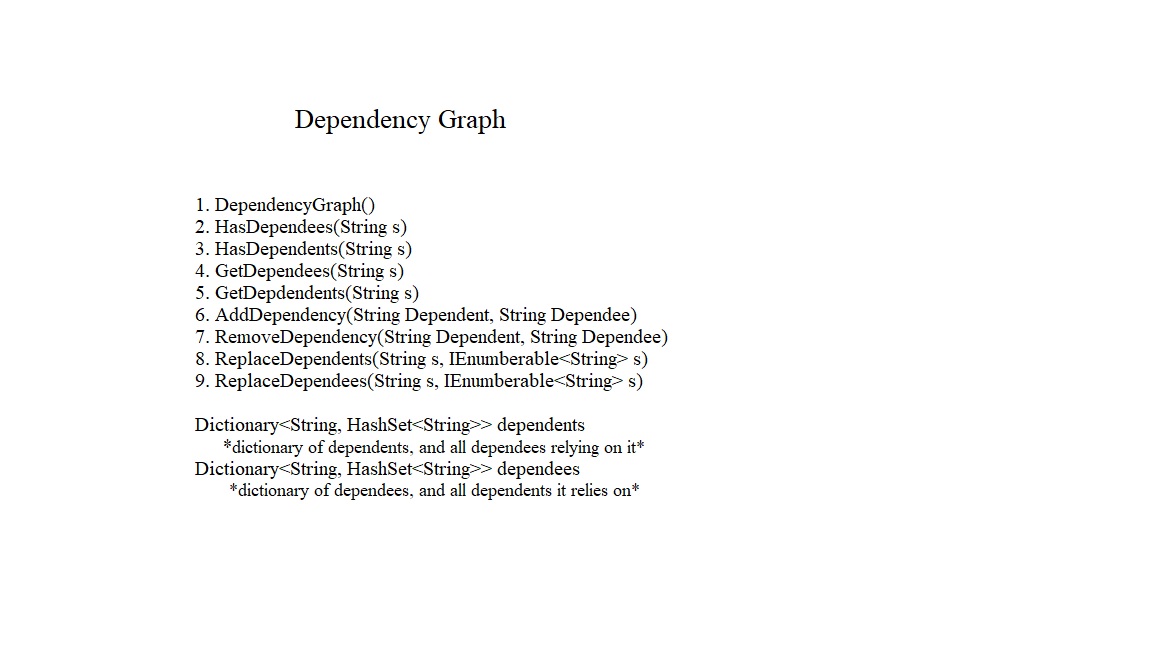 Dependency Graph
1. DependencyGraph()
2. HasDependees(String s)
3. HasDependents(String s)
4. GetDependees(String s)
5. GetDepdendents(String s)
6. AddDependency(String Dependent, String Dependee)
7. RemoveDependency(String Dependent, String Dependee)
8. ReplaceDependents(String s, IEnumberable<String> s)
9. ReplaceDependees(String s, IEnumberable<String> s)
Dictionary<String, HashSet<String>> dependents
*dictionary of dependents, and all dependees relying on it*
Dictionary<String, HashSet<String>> dependees
*dictionary of dependees, and all dependents it relies on*